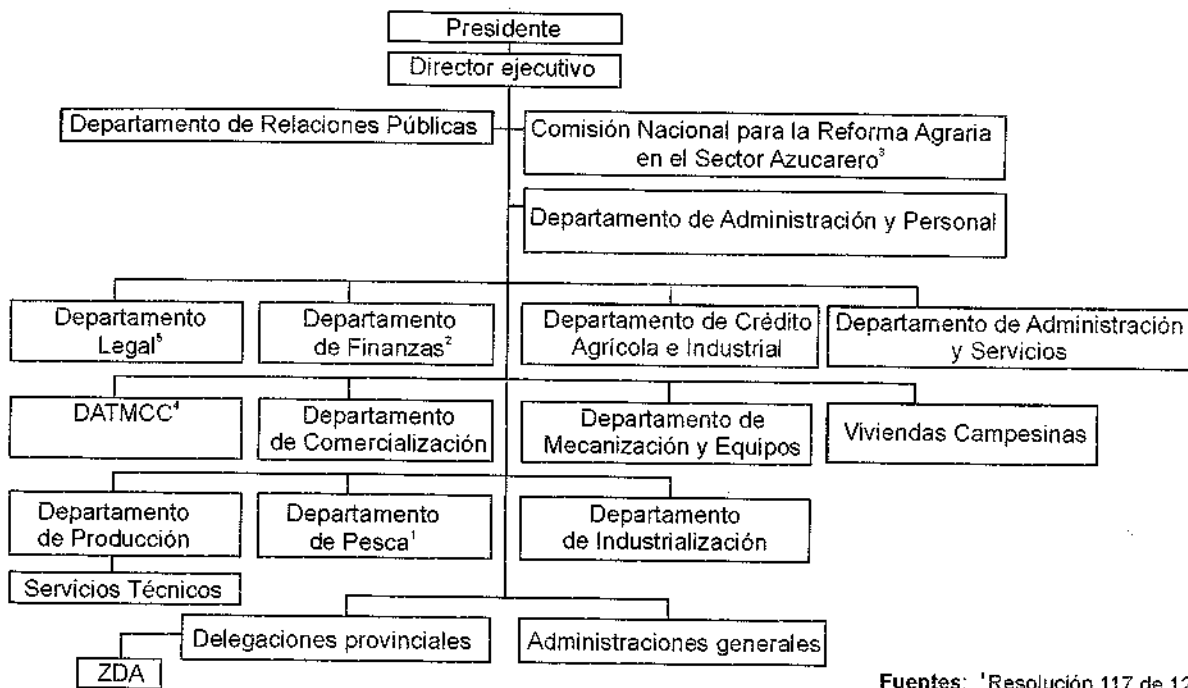 Presidente
Director ejecutivo
Departamento de Relaciones Públicas
Comisión Nacional para la Reforma Agraria
en el Sector Azucarero³
Departamento de Administración y Personal
Departamento
Legal⁵
Departamento
de Finanzas²
Departamento de Crédito
Agrícola e Industrial
Departamento de Administración
y Servicios
DATMCC⁴
Departamento
de Comercialización
Departamento de
Mecanización y Equipos
Viviendas Campesinas
Departamento
de Producción
Departamento
de Pesca¹
Departamento
de Industrialización
Servicios Técnicos
Delegaciones provinciales
Administraciones generales
ZDA
Fuentes: ¹Resolución 117 de 12